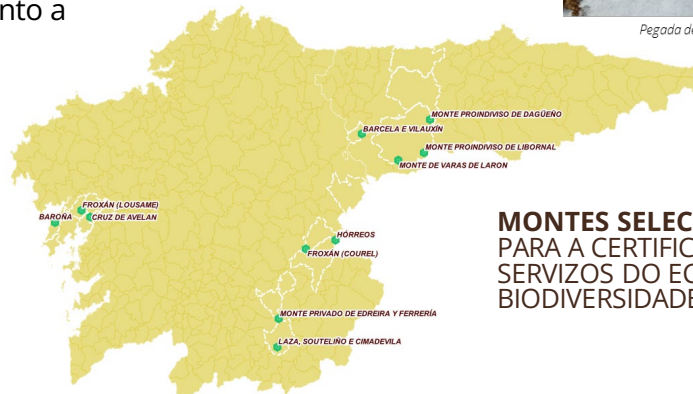 nto a
Pegada de
MONTE PROINDIVISO DE DAGÜEÑO
BARCELA E VILAUXÍN
MONTE PROINDIVISO DE LIBORNAL
MONTE DE VARAS DE LARON
FROXÁN (LOUSAME)
BAROÑA
CRUZ DE AVELAN
HÓRREOS
FROXÁN (COUREL)
MONTE PRIVADO DE EDREIRA Y FERRERÍA
LAZA, SOUTELIÑO E CIMADEVILA
MONTES SELEC
PARA A CERTIFIC
SERVIZOS DO EC
BIODIVERSIDADE